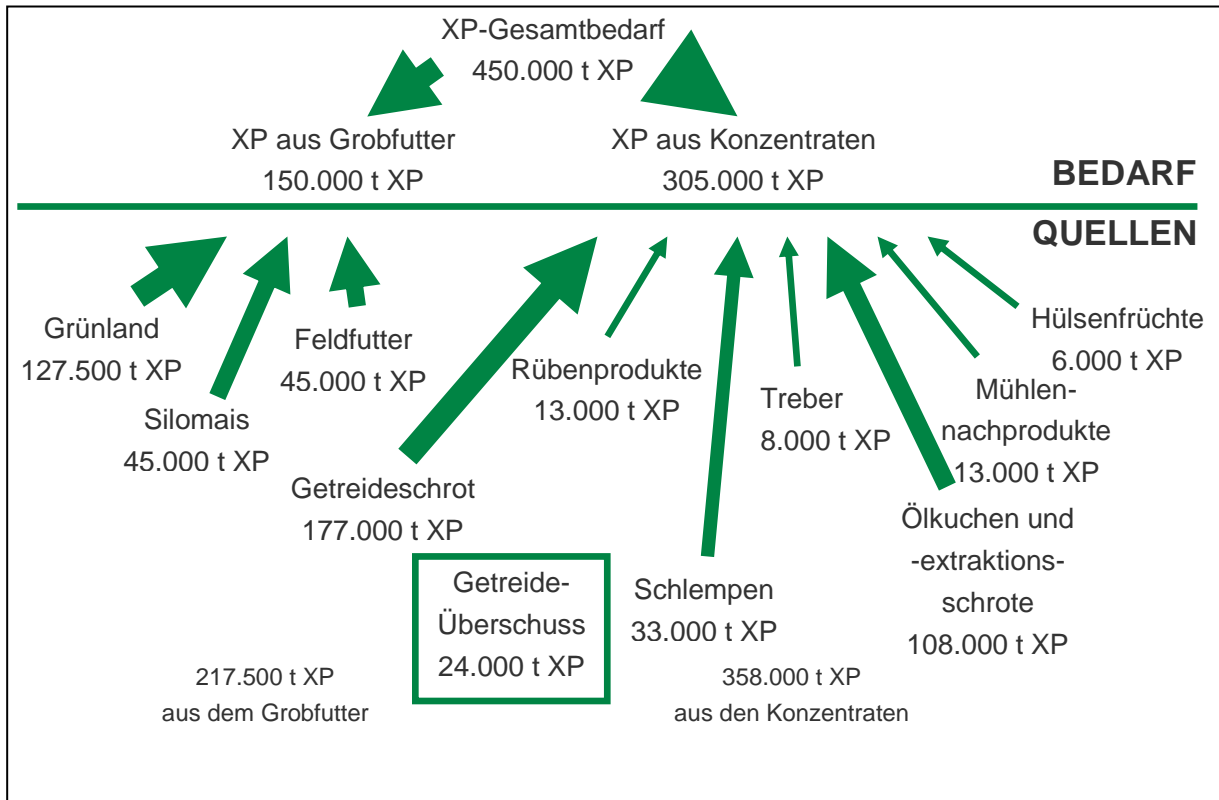 XP-Gesamtbedarf
450.000 t XP
XP aus Grobfutter
150.000 t XP
XP aus Konzentraten
305.000 t XP
BEDARF
QUELLEN
Grünland
127.500 t XP
Silomais
45.000 t XP
Feldfutter
45.000 t XP
Getreideschrot
177.000 t XP
Rübenprodukte
13.000 t XP
Schlempen
33.000 t XP
Treber
8.000 t XP
Ölkuchen und
-extraktions-
schrote
108.000 t XP
Mühlen-
nachprodukte
13.000 t XP
Hülsenfrüchte
6.000 t XP
Getreide-
Überschuss
24.000 t XP
217.500 t XP
aus dem Grobfutter
358.000 t XP
aus den Konzentraten